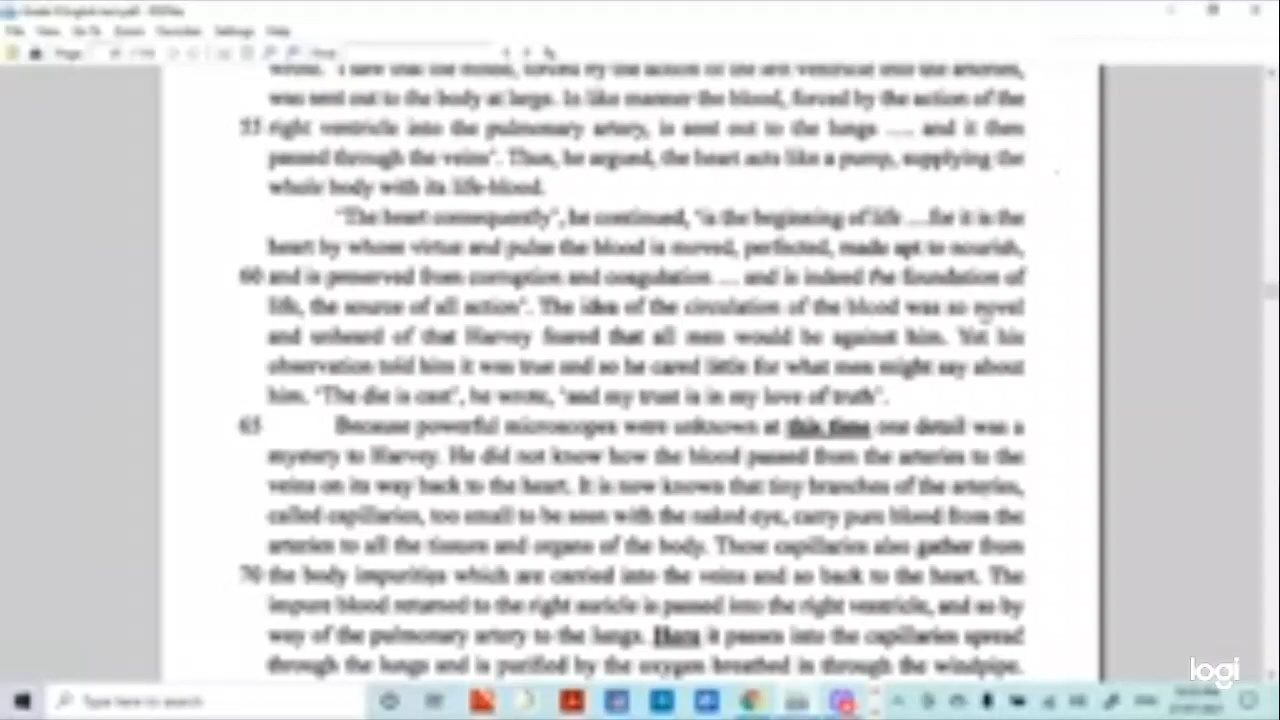 wrote. "I saw that the blood, forced by the action of the left ventricle into the arteries,
was sent out to the body at large. In like manner the blood, forced by the action of the
55 right ventricle into the pulmonary artery, is sent out to the lungs .... and it then
passed through the veins". Thus, he argued, the heart acts like a pump, supplying the
whole body with its life-blood.
"The heart consequently", he continued, "is the beginning of life ...for it is the
heart by whose virtue and pulse the blood is moved, perfected, made apt to nourish,
60 and is preserved from corruption and coagulation ... and is indeed the foundation of
life, the source of all action". The idea of the circulation of the blood was so novel
and unheard of that Harvey feared that all men would be against him. Yet his
observation told him it was true and so he cared little for what men might say about
him. "The die is cast", he wrote, "and my trust is in my love of truth".
65 Because powerful microscopes were unknown at this time one detail was a
mystery to Harvey. He did not know how the blood passed from the arteries to the
veins on its way back to the heart. It is now known that tiny branches of the arteries,
called capillaries, too small to be seen with the naked eye, carry pure blood from the
arteries to all the tissues and organs of the body. These capillaries also gather from
70 the body impurities which are carried into the veins and so back to the heart. The
impure blood returned to the right auricle is passed into the right ventricle, and so by
way of the pulmonary artery to the lungs. Here it passes into the capillaries spread
through the lungs and is purified by the oxygen breathed in through the windpipe.
logi
Type here to search